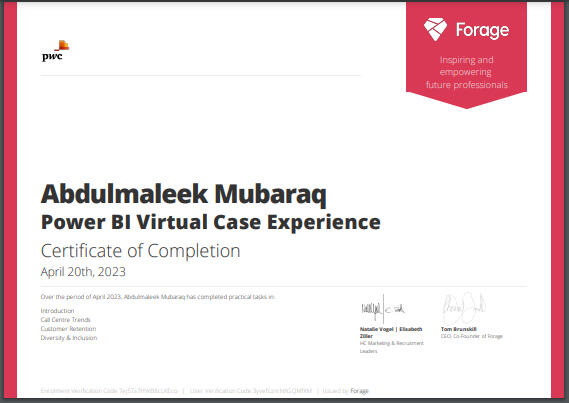 pwc
Forage
Inspiring and
empowering
future professionals
Abdulmaleek Mubaraq
Power BI Virtual Case Experience
Certificate of Completion
April 20th, 2023
Over the period of April 2023, Abdulmaleek Mubaraq has completed practical tasks in:
Introduction
Call Centre Trends
Customer Retention
Diversity & Inclusion
Natalie Vogel | Elisabeth
Ziller
HC Marketing & Recruitment
Leaders
Tom Brunskill
CEO, Co-Founder of Forage
Enrolment Verification Code | User Verification Code | Issued by Forage